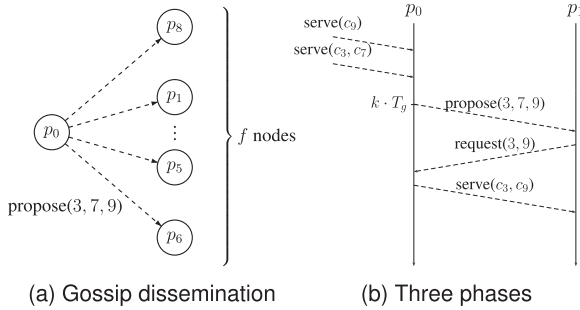 p₈
p₁
p₀
⋮
f nodes
p₅
propose(3, 7, 9)
p₆
(a) Gossip dissemination
p₀
serve(c₉)
serve(c₃, c₇)
k · T_g
propose(3, 7, 9)
request(3, 9)
serve(c₃, c₉)
(b) Three phases